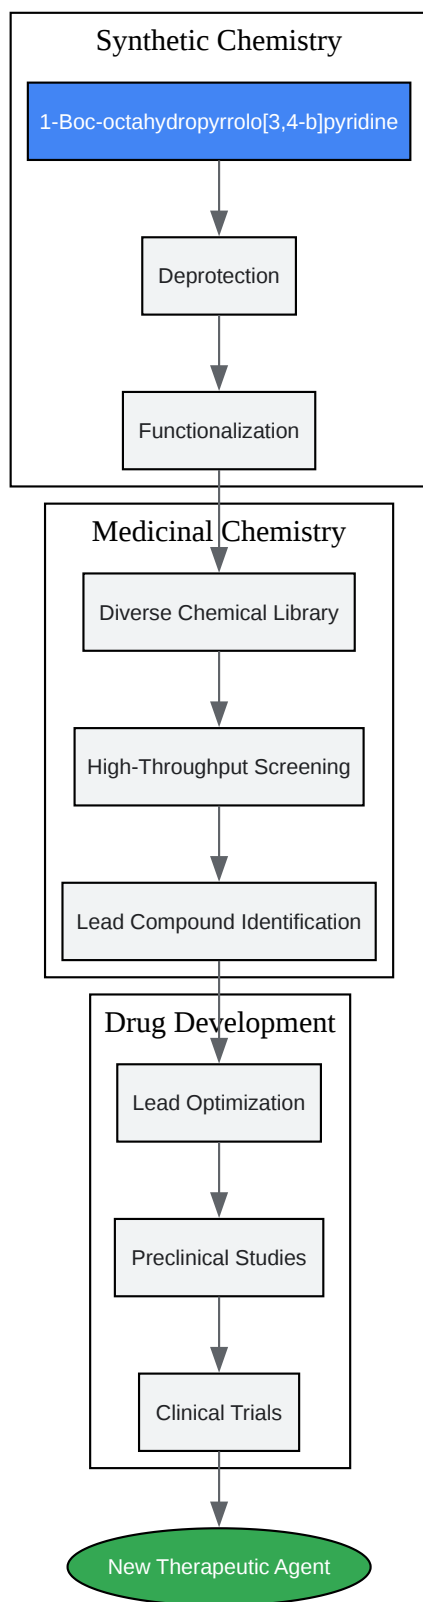 Synthetic Chemistry
1-Boc-octahydropyrrolo[3,4-b]pyridine
Deprotection
Functionalization
Medicinal Chemistry
Diverse Chemical Library
High-Throughput Screening
Lead Compound Identification
Drug Development
Lead Optimization
Preclinical Studies
Clinical Trials
New Therapeutic Agent